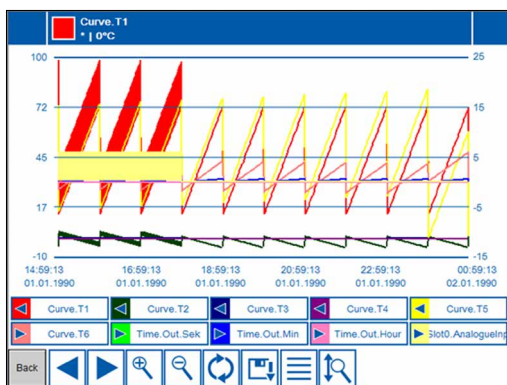 Curve.T1
* | 0°C
100
25
72
15
45
5
17
-5
-10
-15
14:59:13 16:59:13 18:59:13 20:59:13 22:59:13 00:59:13
01.01.1990 01.01.1990 01.01.1990 01.01.1990 01.01.1990 02.01.1990
Curve.T1 Curve.T2 Curve.T3 Curve.T4 Curve.T5
Curve.T6 Time.Out.Sek Time.Out.Min Time.Out.Hour Slot0.AnalogueInp
Back